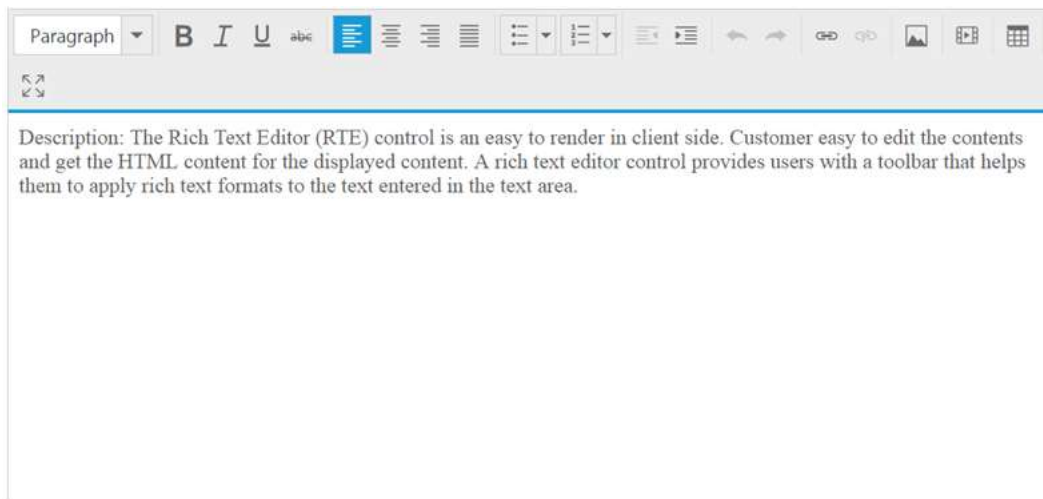 Paragraph
B I U abc
Description: The Rich Text Editor (RTE) control is an easy to render in client side. Customer easy to edit the contents
and get the HTML content for the displayed content. A rich text editor control provides users with a toolbar that helps
them to apply rich text formats to the text entered in the text area.